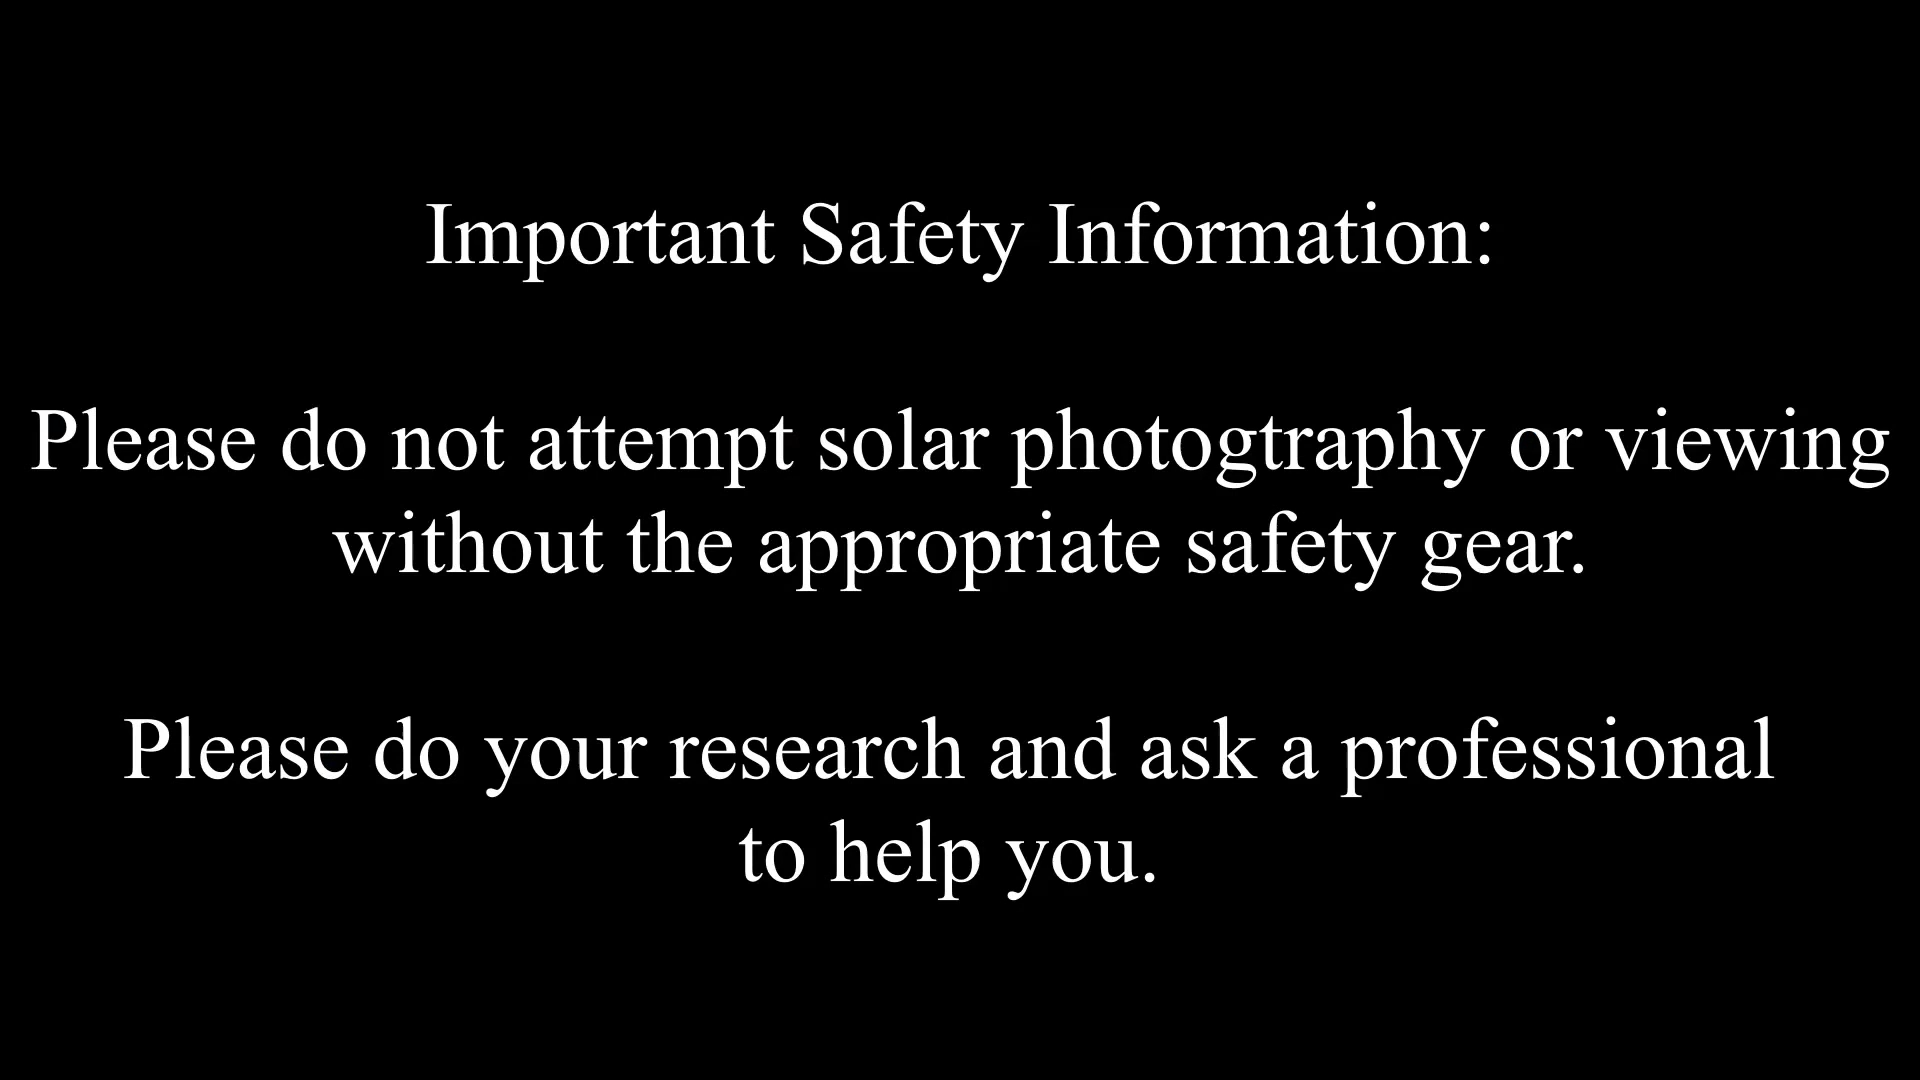 Important Safety Information:
Please do not attempt solar photogtraphy or viewing
without the appropriate safety gear.
Please do your research and ask a professional
to help you.